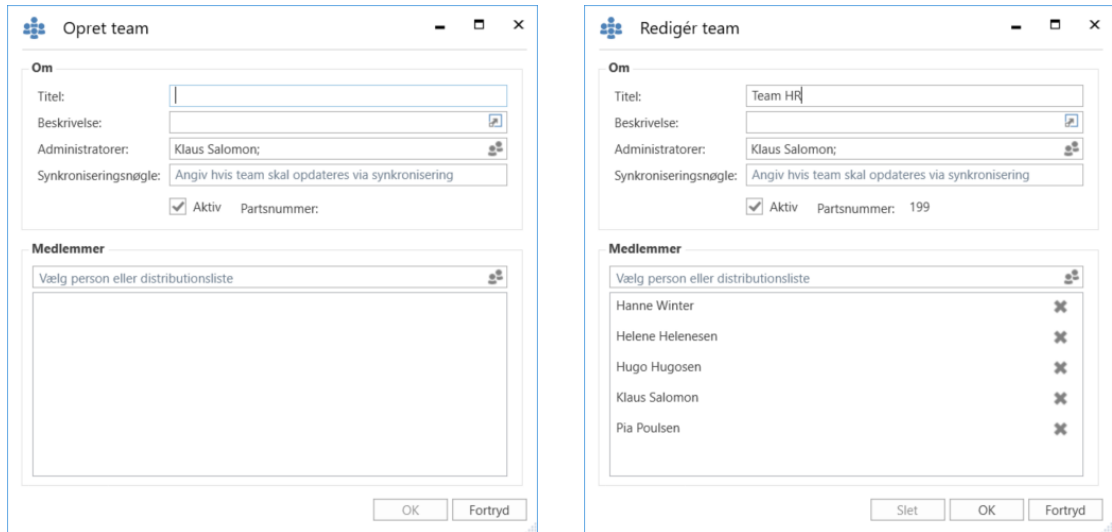 Opret team
Om
Titel:
Beskrivelse:
Administratorer: Klaus Salomon;
Synkroniseringsnøgle: Angiv hvis team skal opdateres via synkronisering
Aktiv Partsnummer:
Medlemmer
Vælg person eller distributionsliste
OK Fortryd
Redigér team
Om
Titel: Team HR
Beskrivelse:
Administratorer: Klaus Salomon;
Synkroniseringsnøgle: Angiv hvis team skal opdateres via synkronisering
Aktiv Partsnummer: 199
Medlemmer
Vælg person eller distributionsliste
Hanne Winter
Helene Helenesen
Hugo Hugosen
Klaus Salomon
Pia Poulsen
Slet OK Fortryd